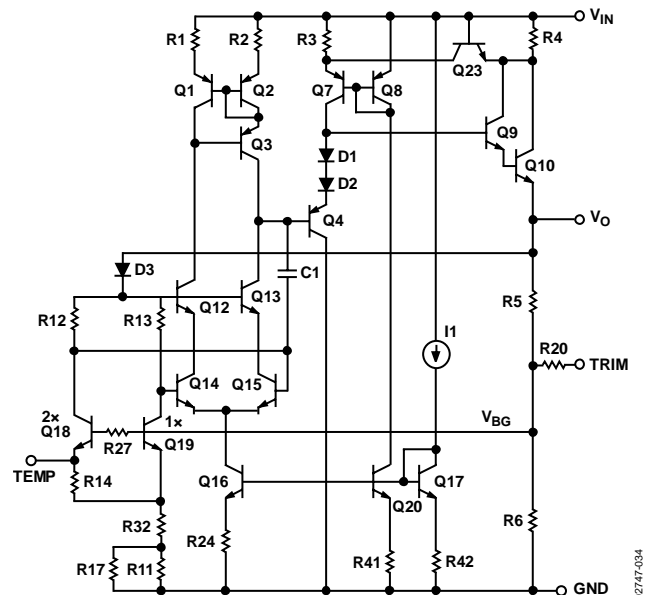 R1
R2
R3
V_IN
R4
Q23
Q1
Q2
Q7
Q8
Q9
Q3
D1
Q10
D2
Q4
V_O
D3
C1
Q12
Q13
R5
R12
R13
I1
R20
TRIM
Q14
Q15
2×
1×
V_BG
Q18
R27
Q19
TEMP
R14
Q16
Q17
Q20
R32
R24
R6
R17
R11
R41
R42
GND
02747-034